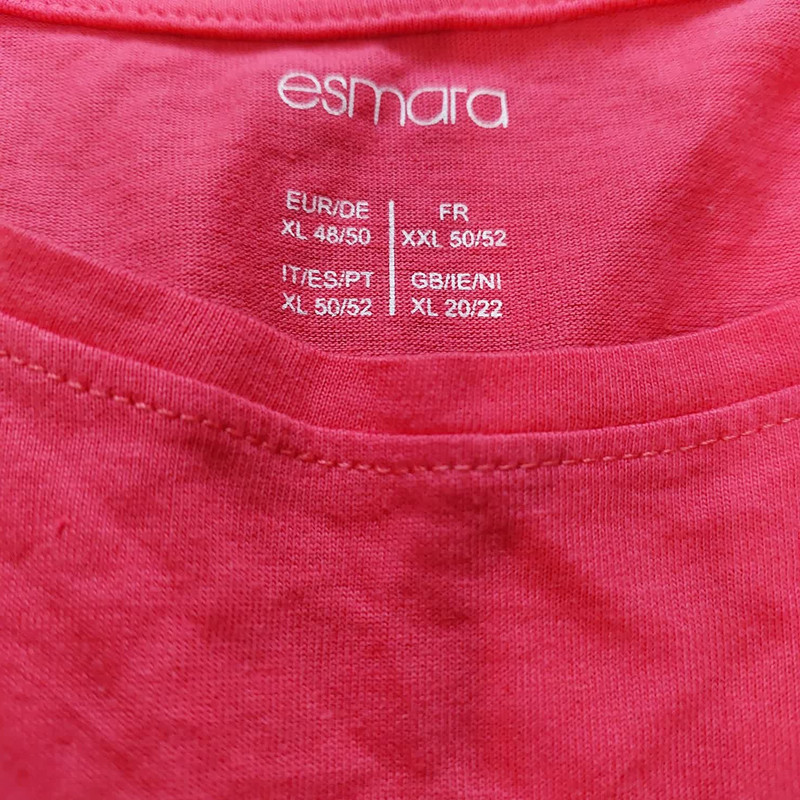 esmara
EUR/DE
XL 48/50
FR
XXL 50/52
IT/ES/PT
XL 50/52
GB/IE/NI
XL 20/22